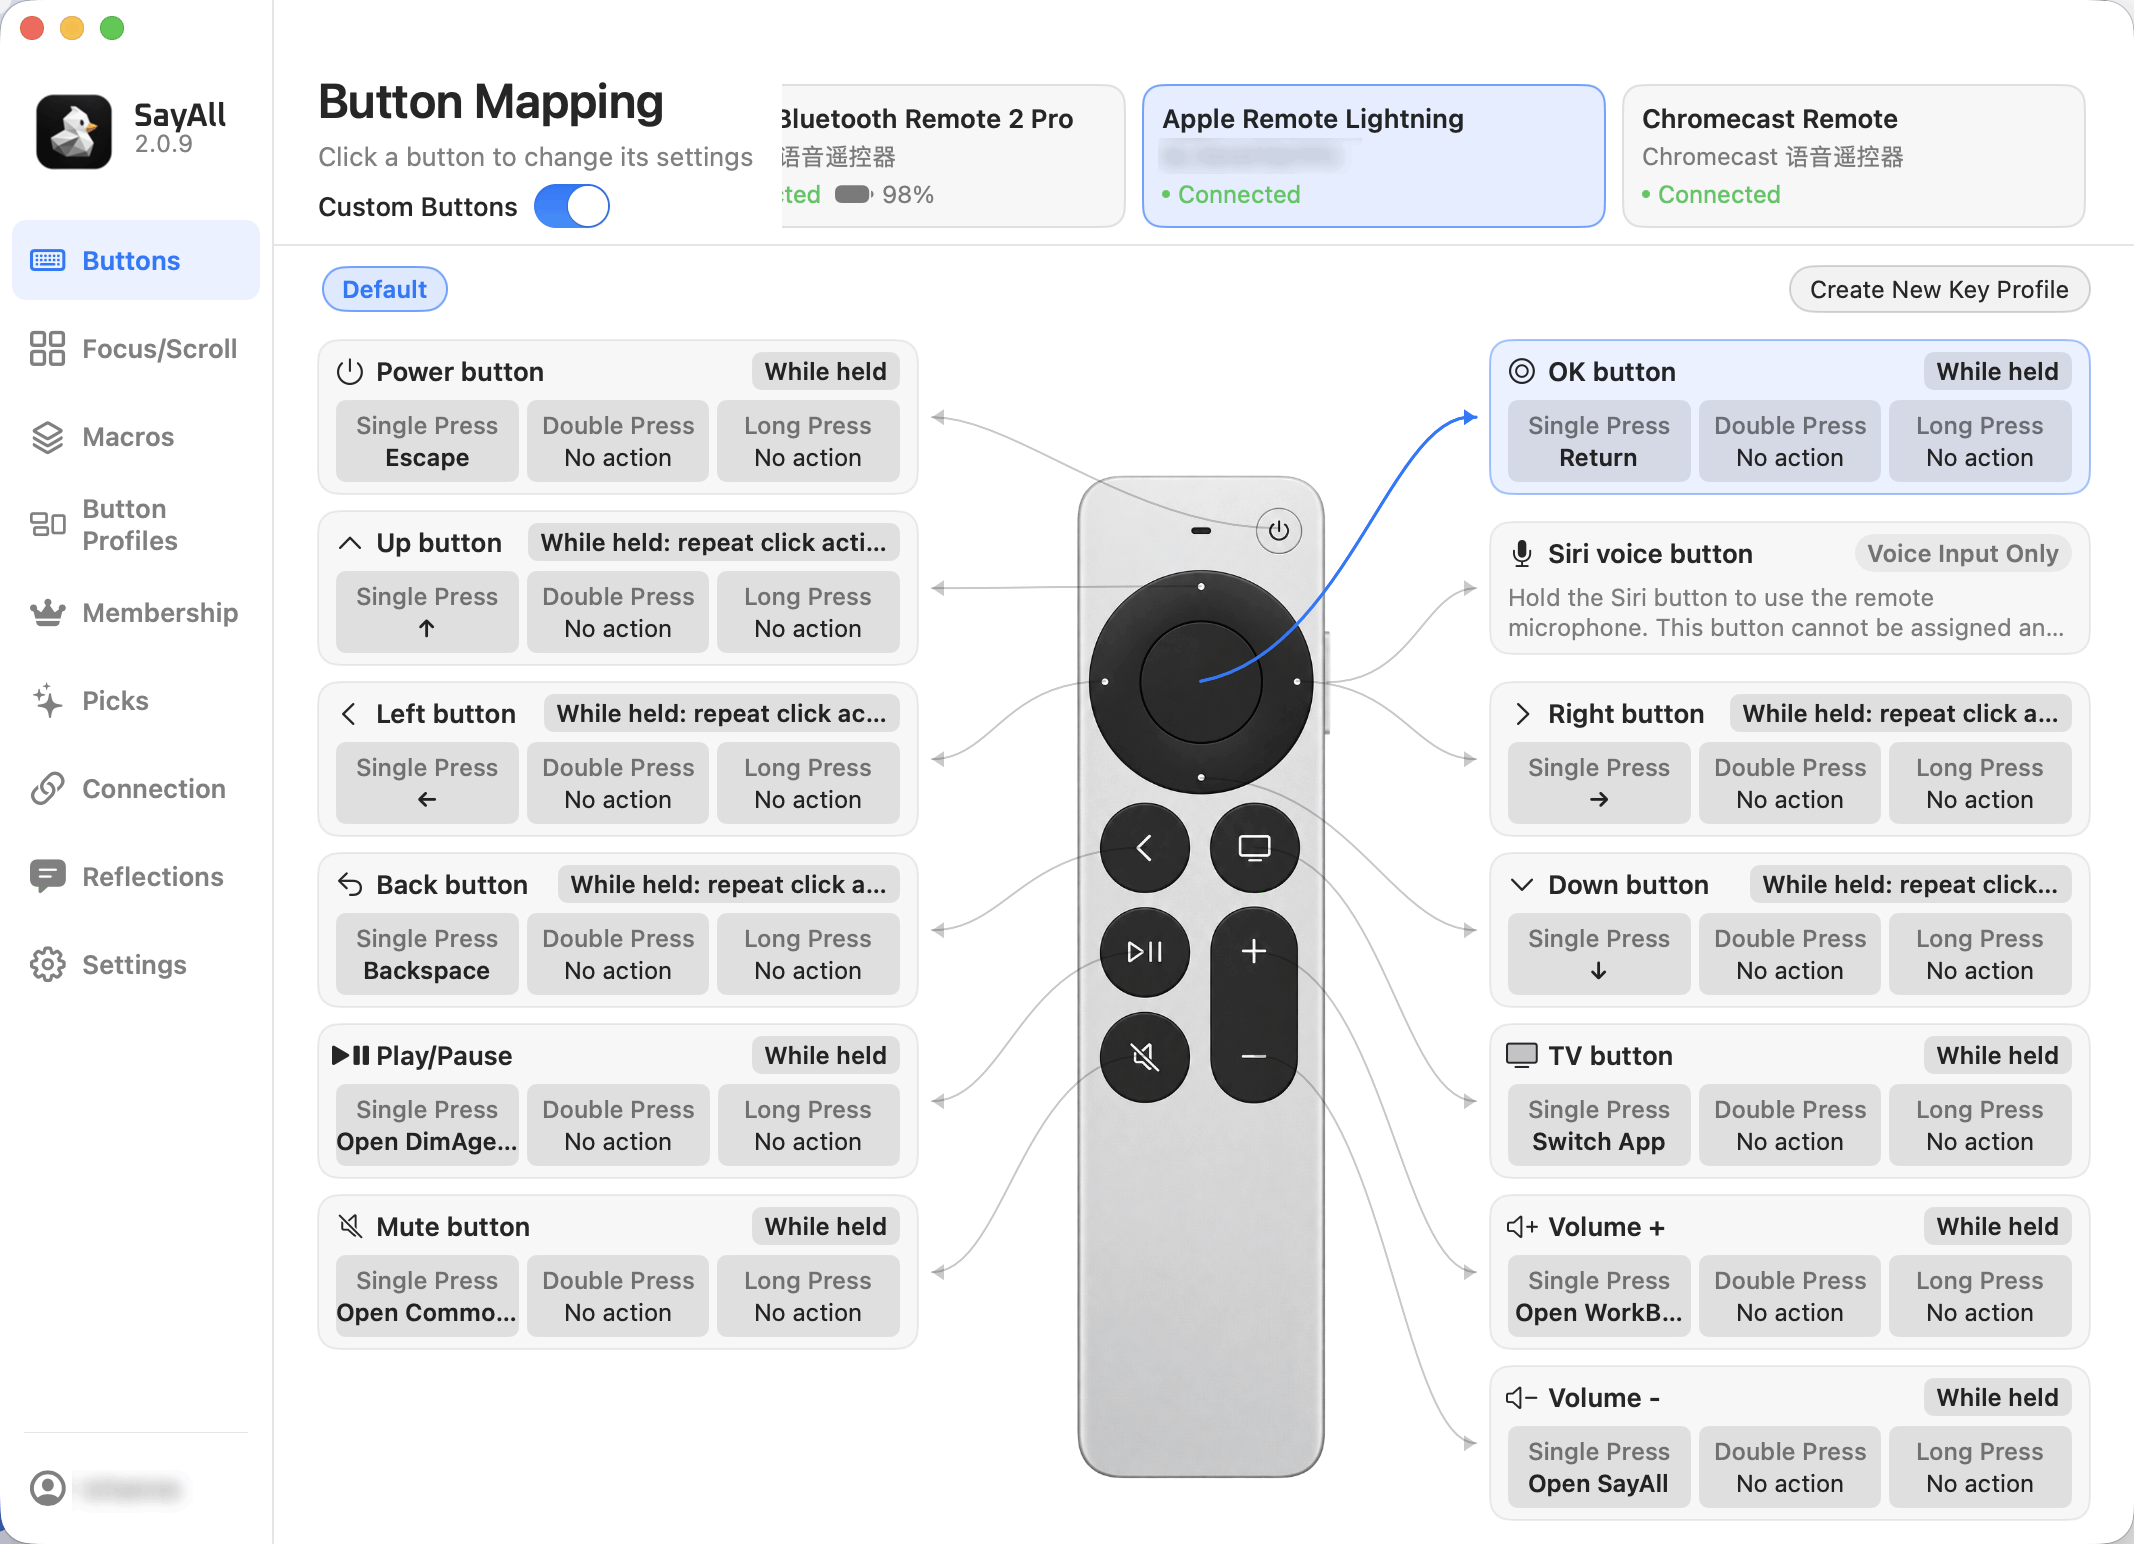 SayAll
2.0.9
Buttons
Focus/Scroll
Macros
Button
Profiles
Membership
Picks
Connection
Reflections
Settings
Button Mapping
Click a button to change its settings
Custom Buttons
Bluetooth Remote 2 Pro
语音遥控器
cted 98%
Apple Remote Lightning
• Connected
Chromecast Remote
Chromecast 语音遥控器
• Connected
Default
Create New Key Profile
Power button While held
Single Press Double Press Long Press
Escape No action No action
Up button While held: repeat click acti...
Single Press Double Press Long Press
↑ No action No action
Left button While held: repeat click ac...
Single Press Double Press Long Press
← No action No action
Back button While held: repeat click a...
Single Press Double Press Long Press
Backspace No action No action
Play/Pause While held
Single Press Double Press Long Press
Open DimAge... No action No action
Mute button While held
Single Press Double Press Long Press
Open Commo... No action No action
OK button While held
Single Press Double Press Long Press
Return No action No action
Siri voice button Voice Input Only
Hold the Siri button to use the remote
microphone. This button cannot be assigned an...
Right button While held: repeat click a...
Single Press Double Press Long Press
→ No action No action
Down button While held: repeat click...
Single Press Double Press Long Press
↓ No action No action
TV button While held
Single Press Double Press Long Press
Switch App No action No action
Volume + While held
Single Press Double Press Long Press
Open WorkB... No action No action
Volume - While held
Single Press Double Press Long Press
Open SayAll No action No action